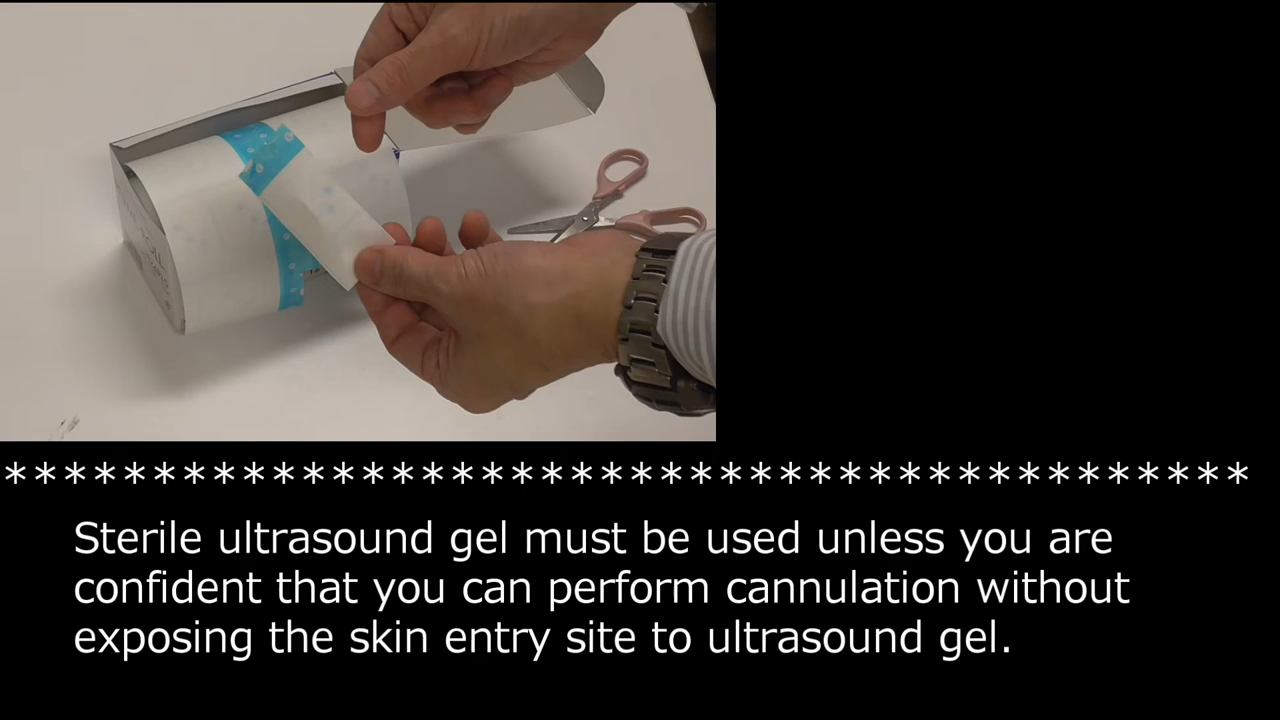 ***************************************** 
Sterile ultrasound gel must be used unless you are
confident that you can perform cannulation without
exposing the skin entry site to ultrasound gel.